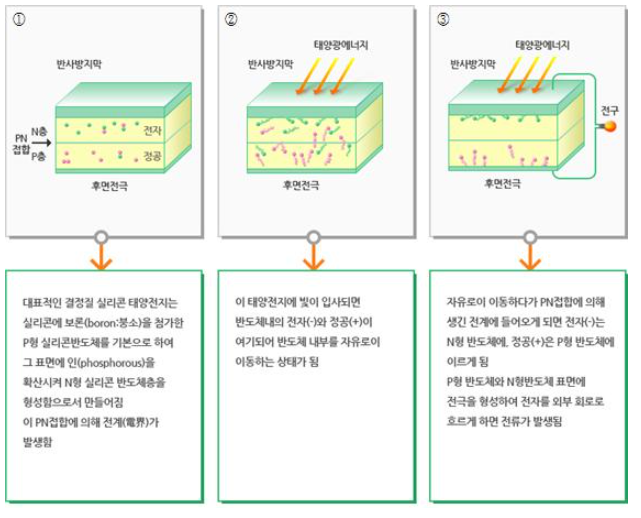 ①
반사방지막
PN
접합
N층
P층
전자
정공
후면전극
②
태양광에너지
반사방지막
후면전극
③
태양광에너지
반사방지막
전구
후면전극
대표적인 결정질 실리콘 태양전지는
실리콘에 보론(boron:붕소)을 첨가한
P형 실리콘반도체를 기본으로 하여
그 표면에 인(phosphorous)을
확산시켜 N형 실리콘 반도체층을
형성함으로서 만들어짐
이 PN접합에 의해 전계(電界)가
발생함
이 태양전지에 빛이 입사되면
반도체내의 전자(-)와 정공(+)이
여기되어 반도체 내부를 자유로이
이동하는 상태가 됨
자유로이 이동하다가 PN접합에 의해
생긴 전계에 들어오게 되면 전자(-)는
N형 반도체에, 정공(+)은 P형 반도체에
이르게 됨
P형 반도체와 N형반도체 표면에
전극을 형성하여 전자를 외부 회로로
흐르게 하면 전류가 발생됨